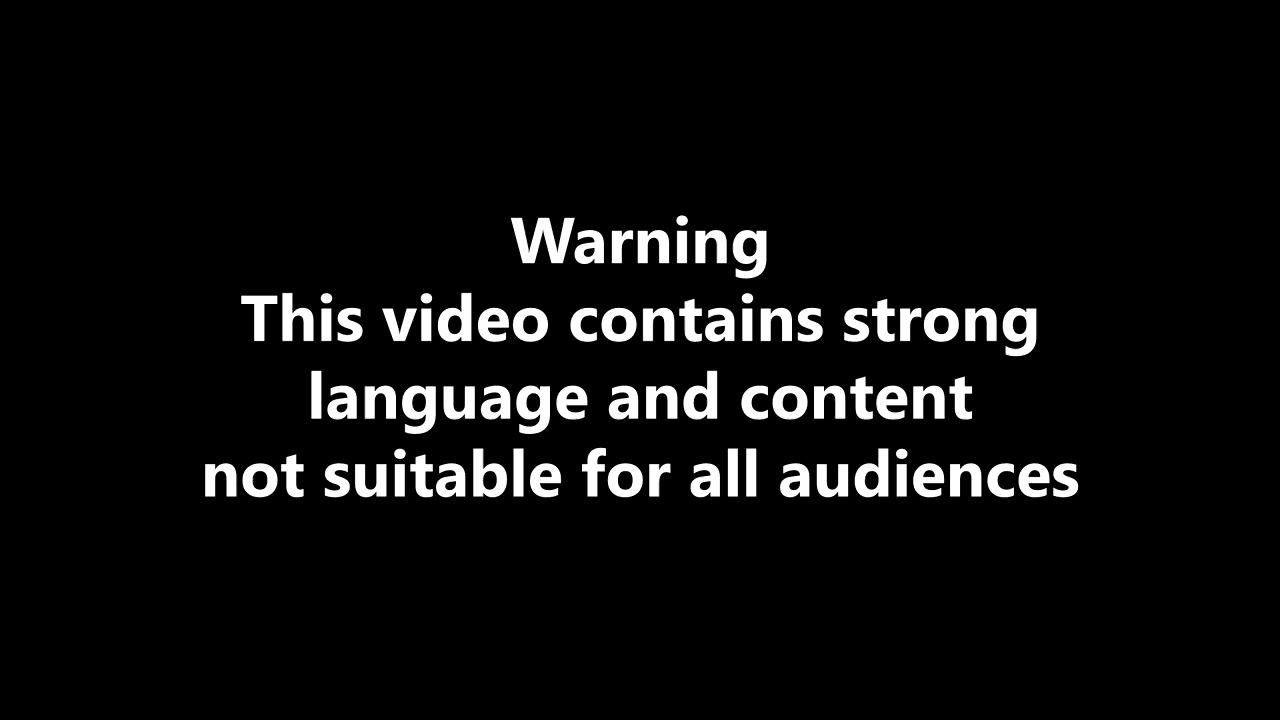 Warning
This video contains strong
language and content
not suitable for all audiences